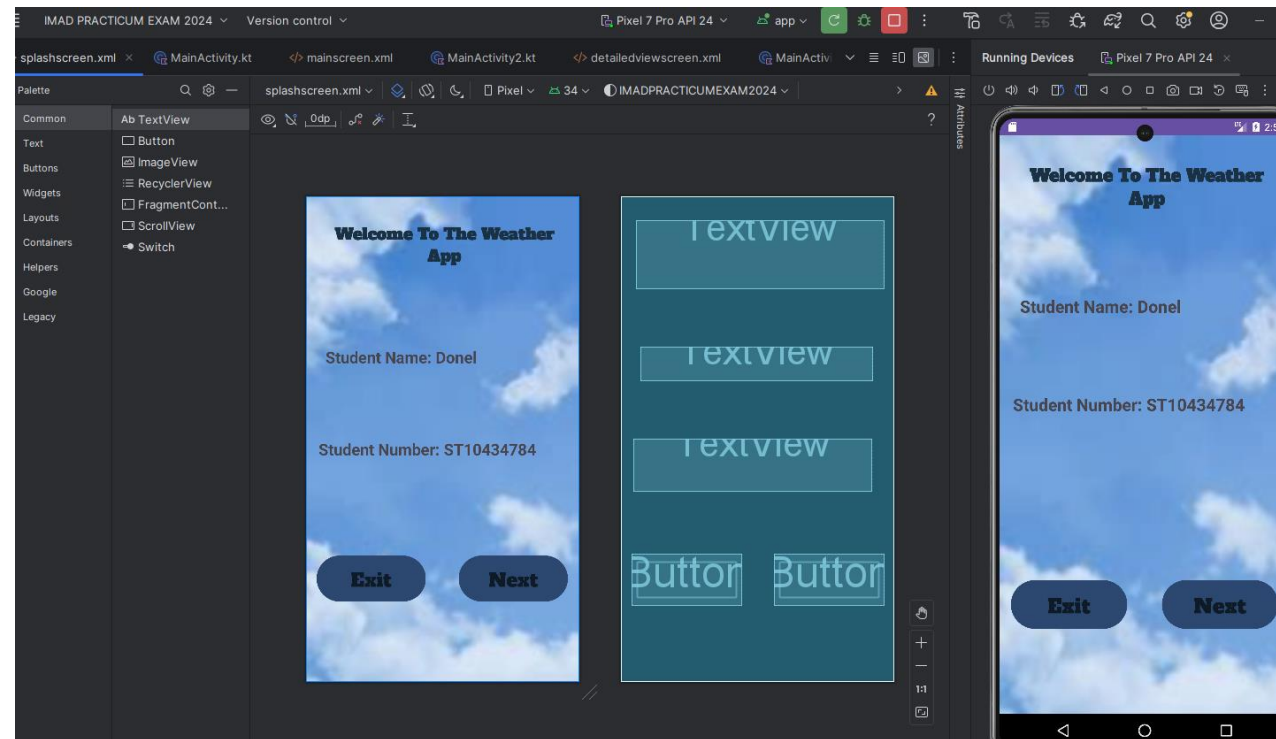 IMAD PRACTICUM EXAM 2024 Version control Pixel 7 Pro API 24 app
splashscreen.xml MainActivity.kt mainscreen.xml MainActivity2.kt detailedviewscreen.xml MainActivi Running Devices Pixel 7 Pro API 24
Palette splashscreen.xml Pixel 34 IMADPRACTICUMEXAM2024
Attributes
Common Ab TextView 0dp ?
Text Button
Buttons ImageView
Widgets RecyclerView
Layouts FragmentCont...
Containers ScrollView
Helpers Switch
Google
Legacy
Welcome To The Weather
App
Student Name: Donel
Student Number: ST10434784
Exit Next
TextView
TextView
TextView
Button Button
1:1
2:5
Welcome To The Weather
App
Student Name: Donel
Student Number: ST10434784
Exit Next